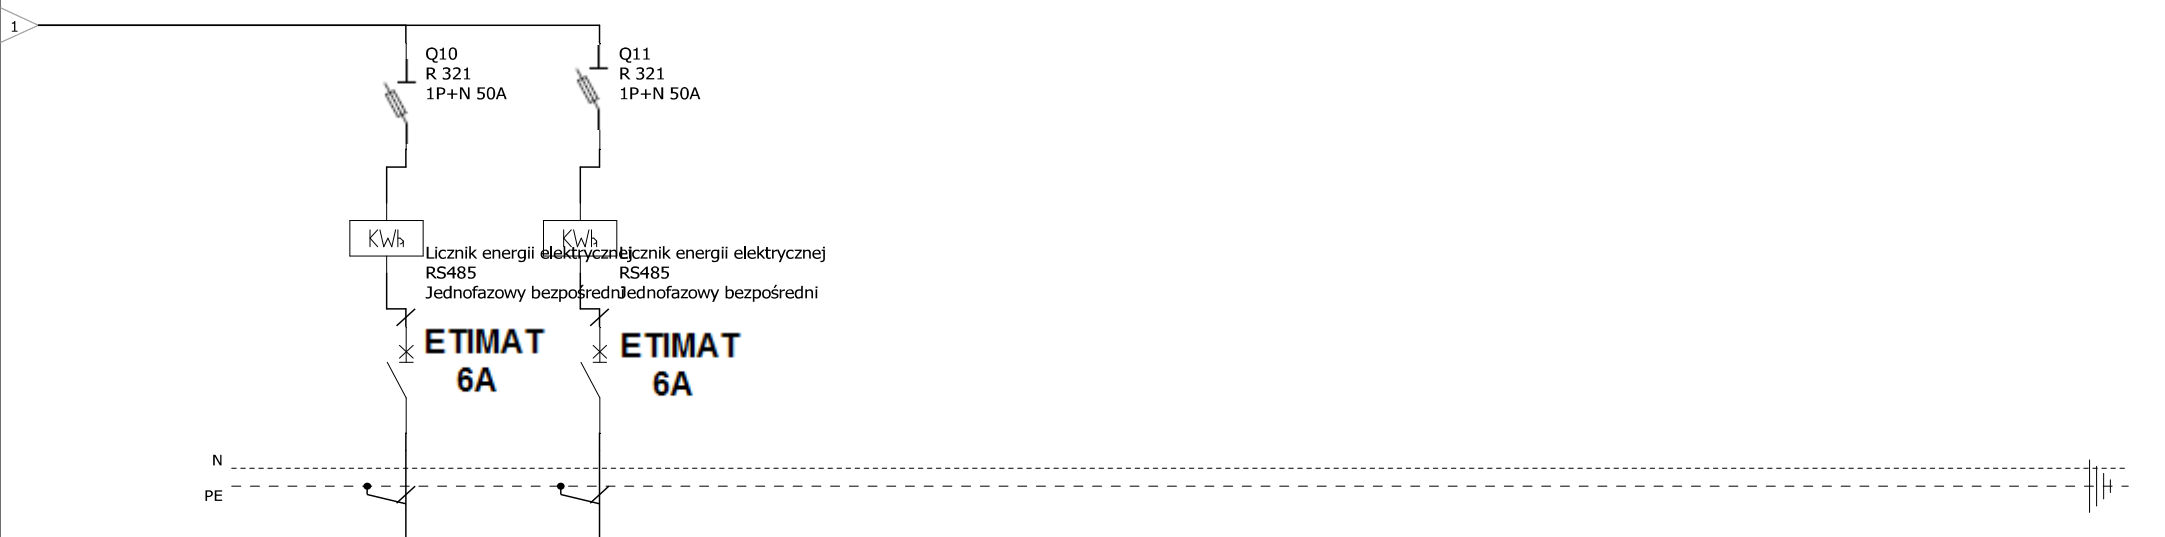 1
Q10
R 321
1P+N 50A
Q11
R 321
1P+N 50A
KWh
Licznik energii elektrycznej
RS485
Jednofazowy bezpośredni
KWh
Licznik energii elektrycznej
RS485
Jednofazowy bezpośredni
ETIMAT
6A
ETIMAT
6A
N
PE